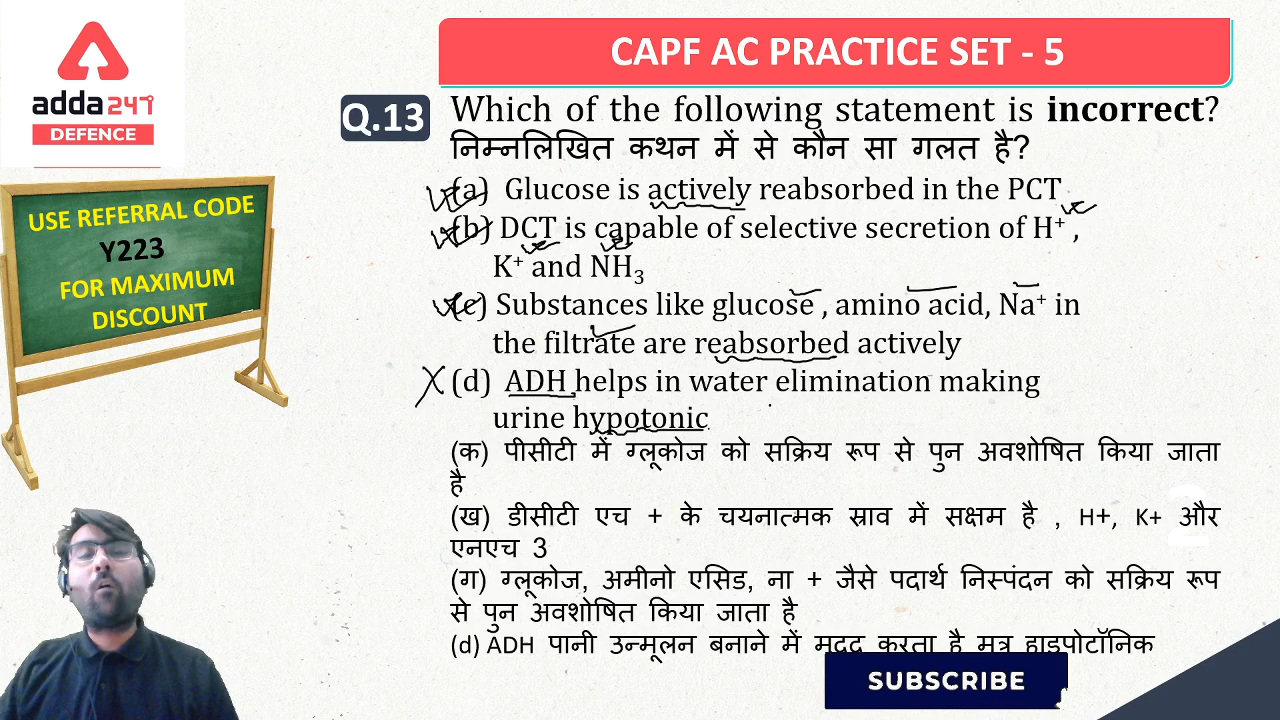 adda247
DEFENCE
CAPF AC PRACTICE SET - 5
USE REFERRAL CODE
Y223
FOR MAXIMUM
DISCOUNT
Q.13
Which of the following statement is incorrect?
निम्नलिखित कथन में से कौन सा गलत है?
(a) Glucose is actively reabsorbed in the PCT
(b) DCT is capable of selective secretion of H⁺ ,
K⁺ and NH₃
(c) Substances like glucose , amino acid, Na⁺ in
the filtrate are reabsorbed actively
(d) ADH helps in water elimination making
urine hypotonic
(क) पीसीटी में ग्लूकोज को सक्रिय रूप से पुन अवशोषित किया जाता
है
(ख) डीसीटी एच + के चयनात्मक स्राव में सक्षम है , H+, K+ और
एनएच 3
(ग) ग्लूकोज, अमीनो एसिड, ना + जैसे पदार्थ निस्पंदन को सक्रिय रूप
से पुन अवशोषित किया जाता है
(d) ADH पानी उन्मूलन बनाने में मदद करता है मूत्र हाइपोटॉनिक
2
SUBSCRIBE